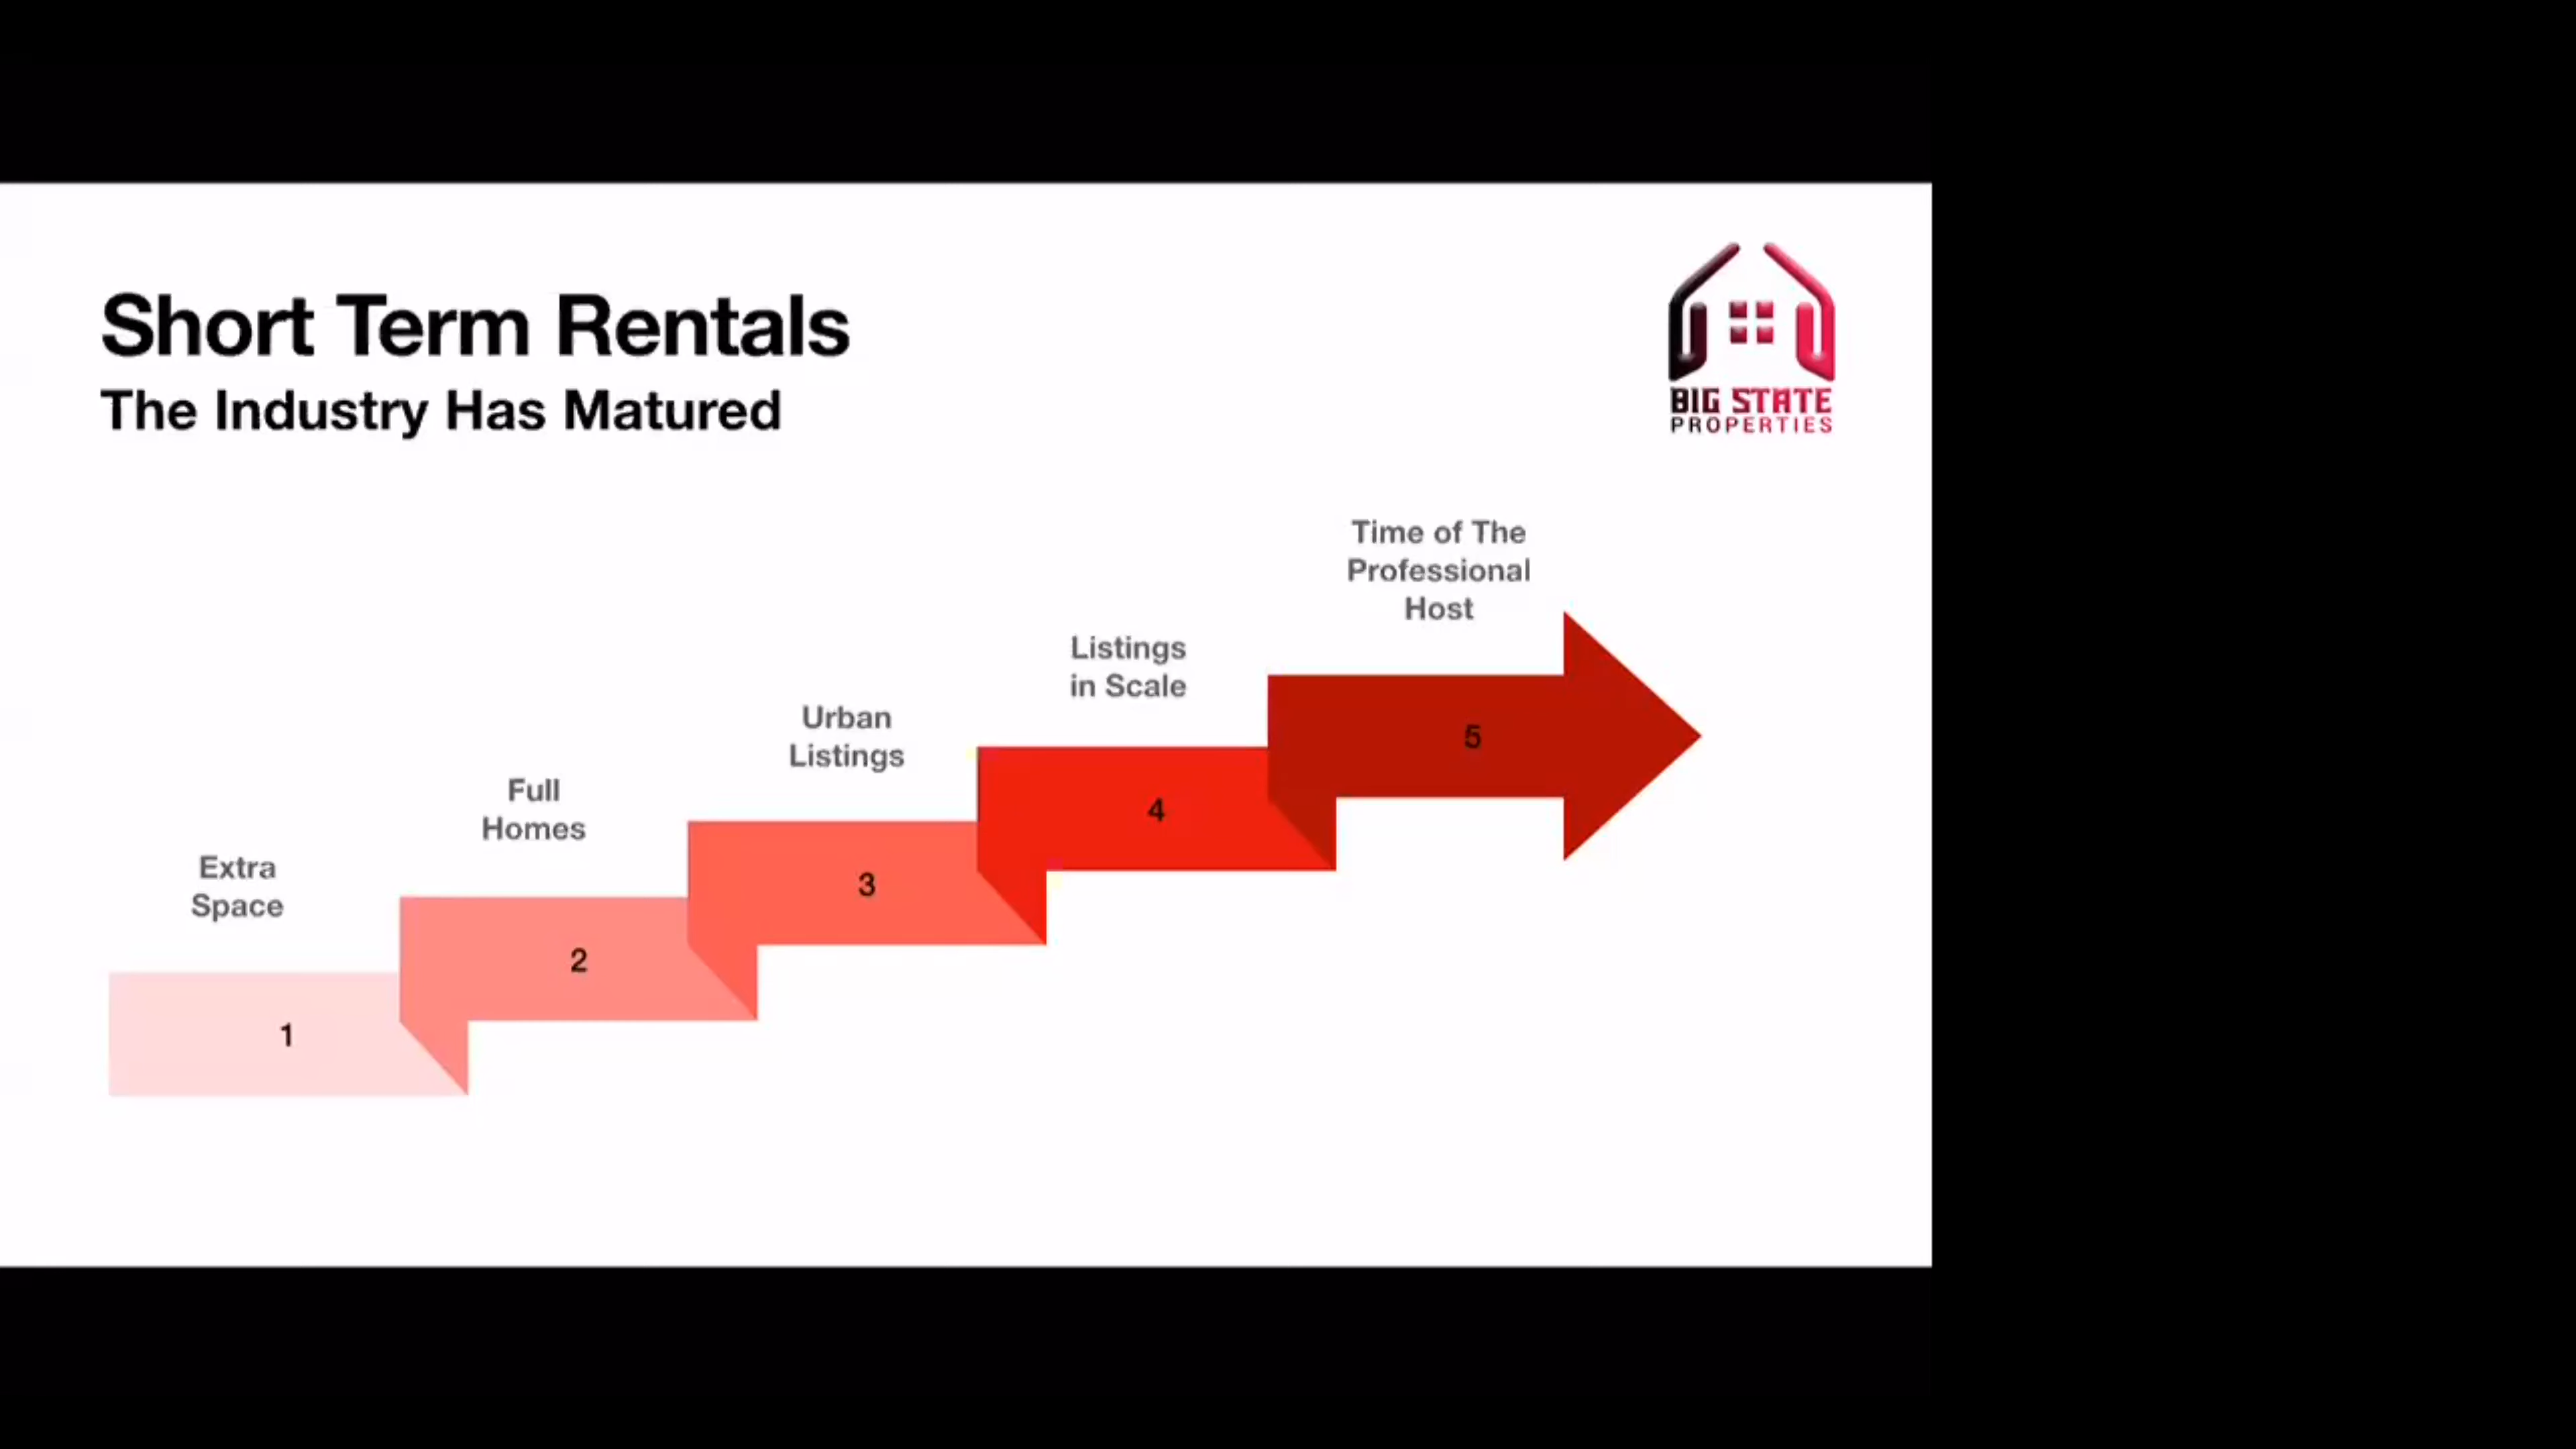 Short Term Rentals
The Industry Has Matured
BIG STATE
PROPERTIES
Extra
Space
1
Full
Homes
2
Urban
Listings
3
Listings
in Scale
4
Time of The
Professional
Host
5